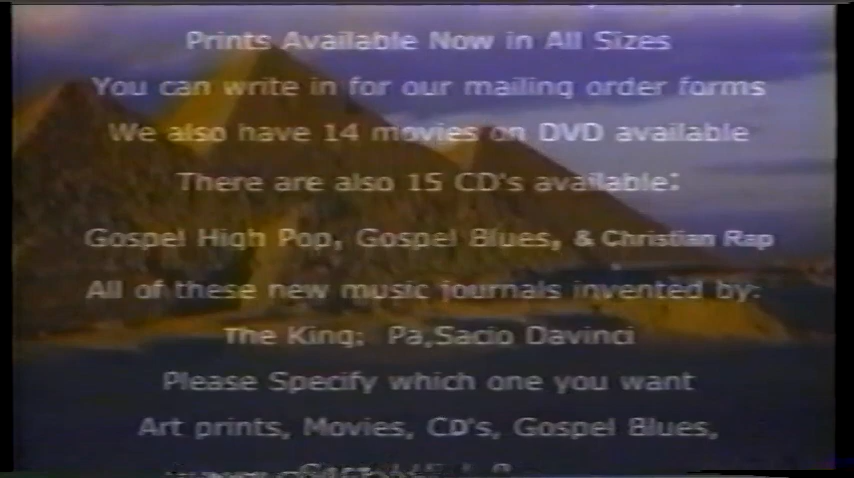 Prints Available Now in All Sizes
You can write in for our mailing order forms
We also have 14 movies on DVD available
There are also 15 CD's available:
Gospel High Pop, Gospel Blues, & Christian Rap
All of these new music journals invented by:
The King: Pa,Sacio Davinci
Please Specify which one you want
Art prints, Movies, CD's, Gospel Blues,